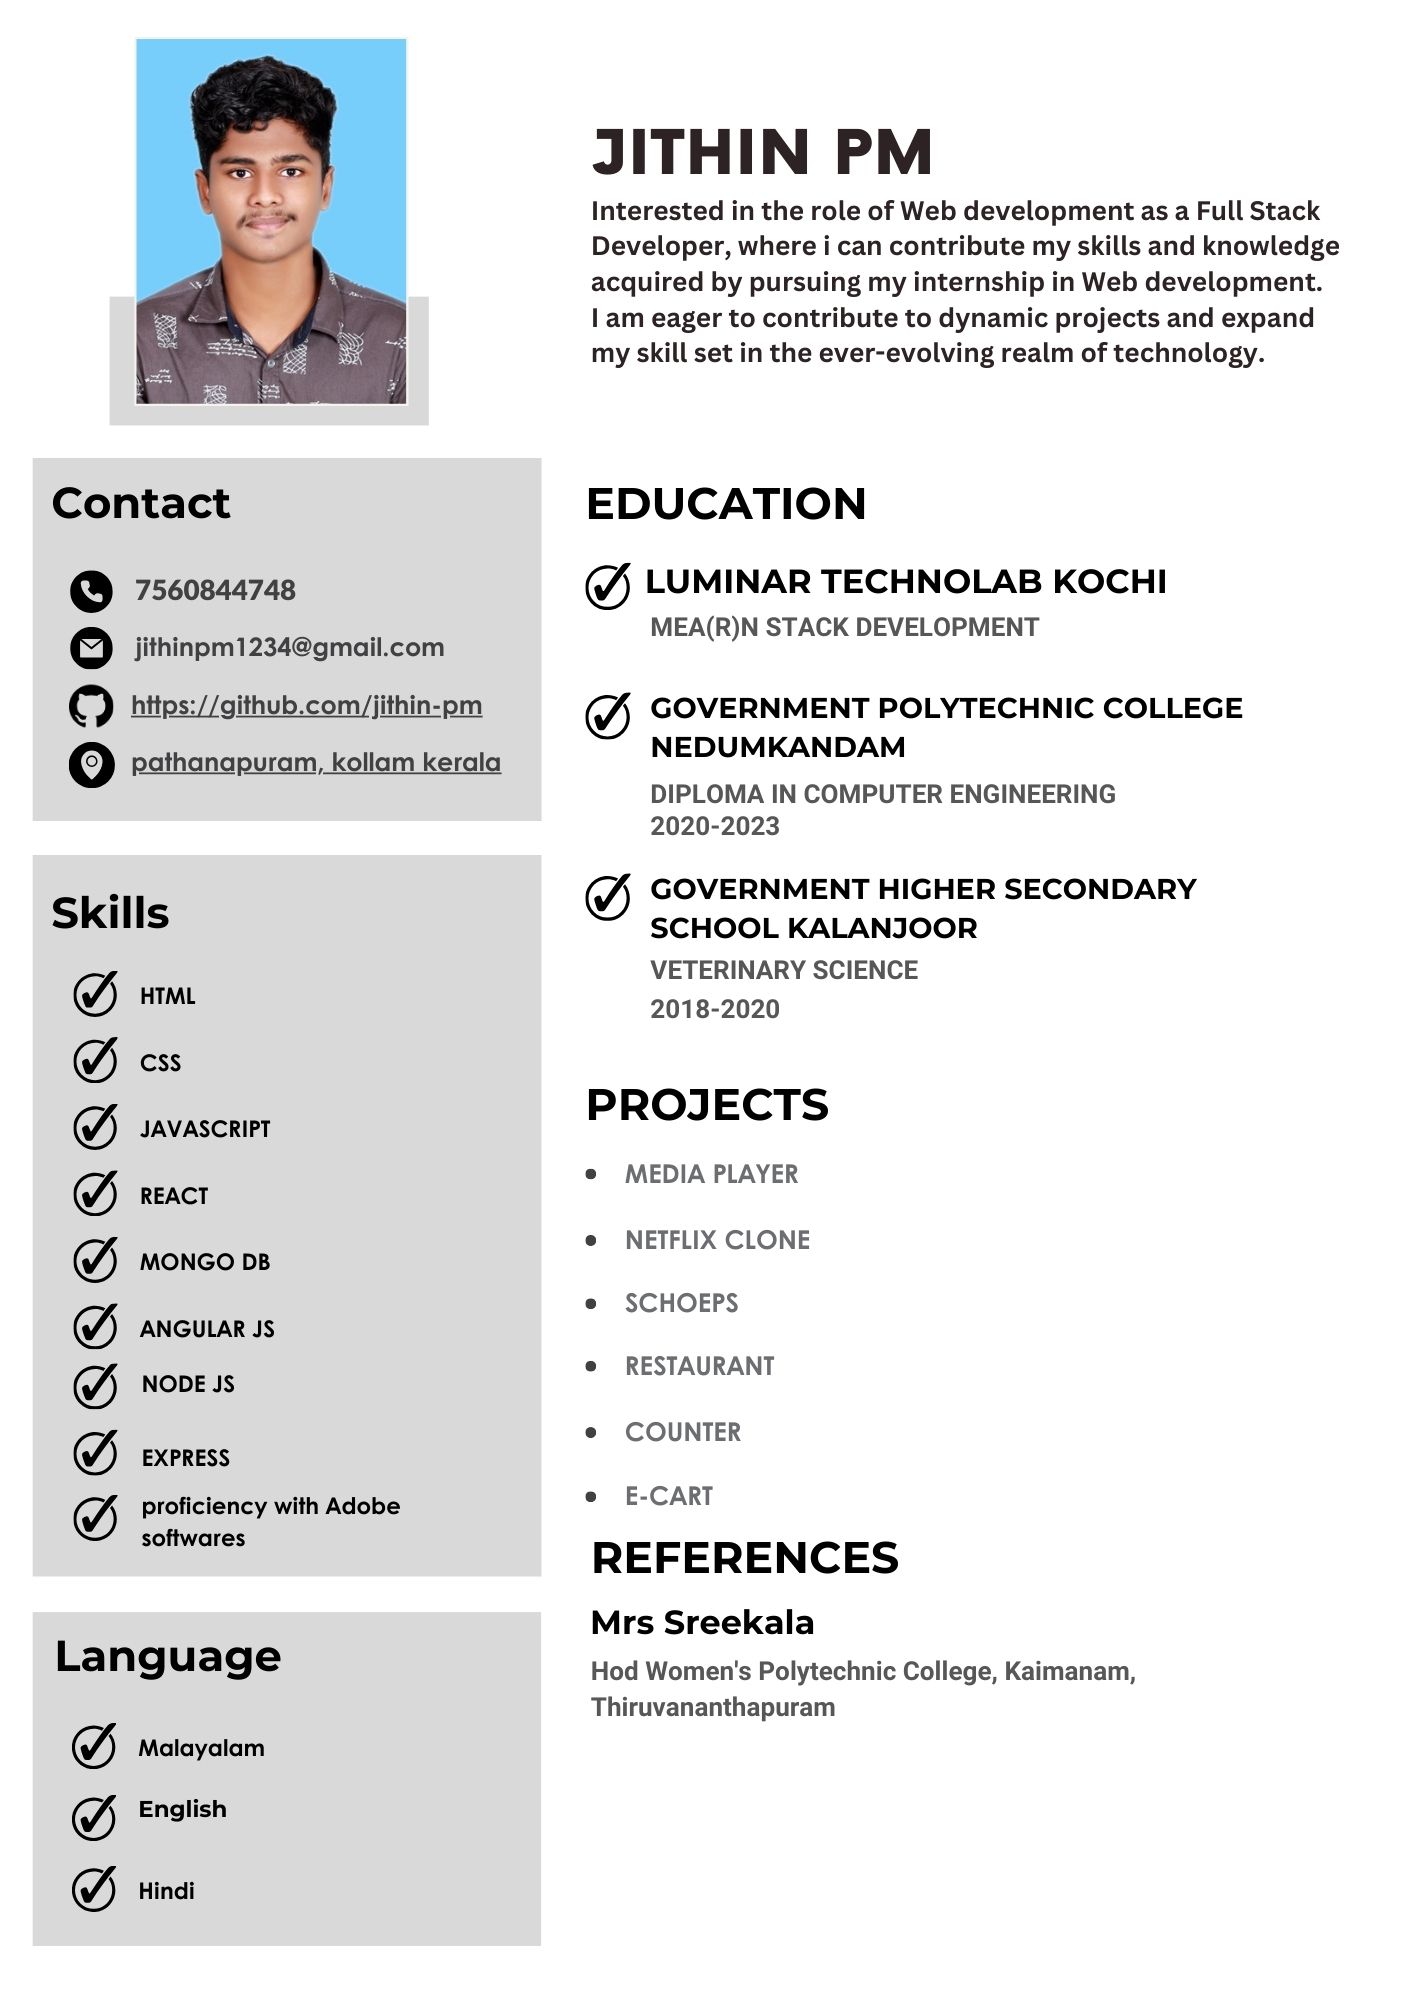 JITHIN PM
Interested in the role of Web development as a Full Stack
Developer, where i can contribute my skills and knowledge
acquired by pursuing my internship in Web development.
I am eager to contribute to dynamic projects and expand
my skill set in the ever-evolving realm of technology.
Contact
7560844748
jithinpm1234@gmail.com
https://github.com/jithin-pm
pathanapuram, kollam kerala
Skills
HTML
CSS
JAVASCRIPT
REACT
MONGO DB
ANGULAR JS
NODE JS
EXPRESS
proficiency with Adobe
softwares
Language
Malayalam
English
Hindi
EDUCATION
LUMINAR TECHNOLAB KOCHI
MEA(R)N STACK DEVELOPMENT
GOVERNMENT POLYTECHNIC COLLEGE
NEDUMKANDAM
DIPLOMA IN COMPUTER ENGINEERING
2020-2023
GOVERNMENT HIGHER SECONDARY
SCHOOL KALANJOOR
VETERINARY SCIENCE
2018-2020
PROJECTS
• MEDIA PLAYER
• NETFLIX CLONE
• SCHOEPS
• RESTAURANT
• COUNTER
• E-CART
REFERENCES
Mrs Sreekala
Hod Women's Polytechnic College, Kaimanam,
Thiruvananthapuram